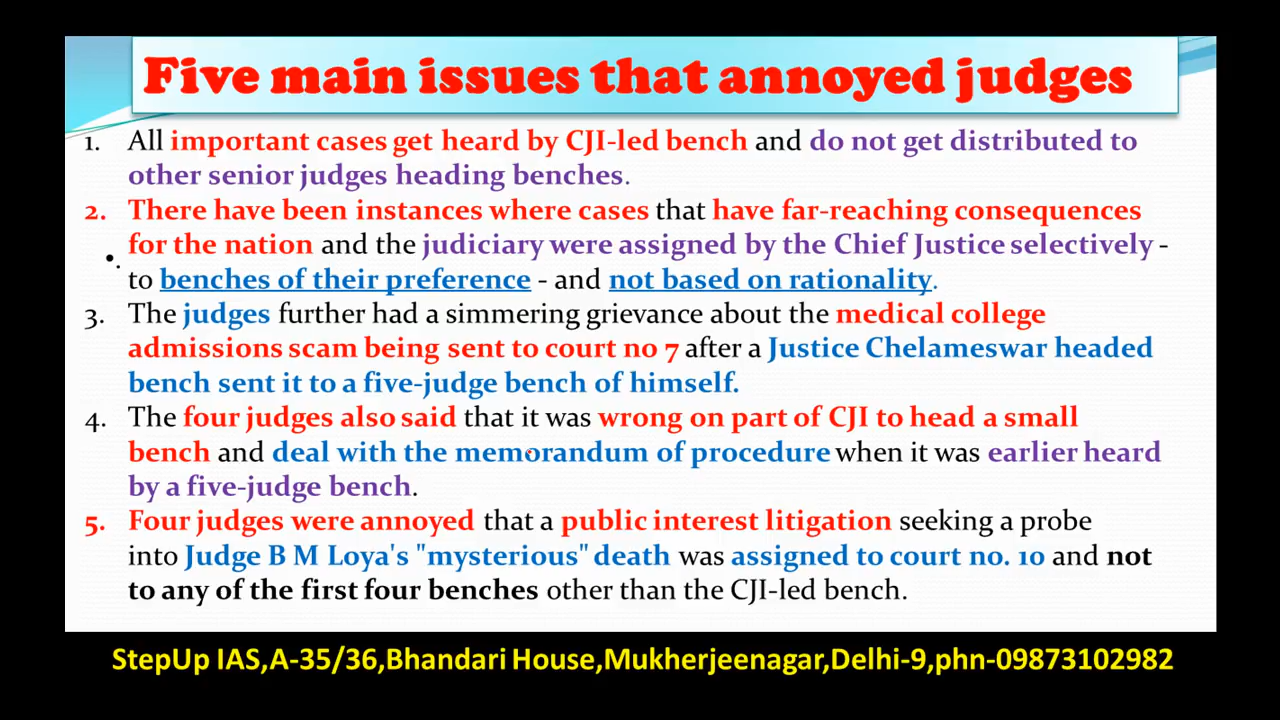 Five main issues that annoyed judges
1. All important cases get heard by CJI-led bench and do not get distributed to
other senior judges heading benches.
2. There have been instances where cases that have far-reaching consequences
for the nation and the judiciary were assigned by the Chief Justice selectively -
• .
to benches of their preference - and not based on rationality.
3. The judges further had a simmering grievance about the medical college
admissions scam being sent to court no 7 after a Justice Chelameswar headed
bench sent it to a five-judge bench of himself.
4. The four judges also said that it was wrong on part of CJI to head a small
bench and deal with the memorandum of procedure when it was earlier heard
by a five-judge bench.
5. Four judges were annoyed that a public interest litigation seeking a probe
into Judge B M Loya's "mysterious" death was assigned to court no. 10 and not
to any of the first four benches other than the CJI-led bench.
StepUp IAS,A-35/36,Bhandari House,Mukherjeenagar,Delhi-9,phn-09873102982